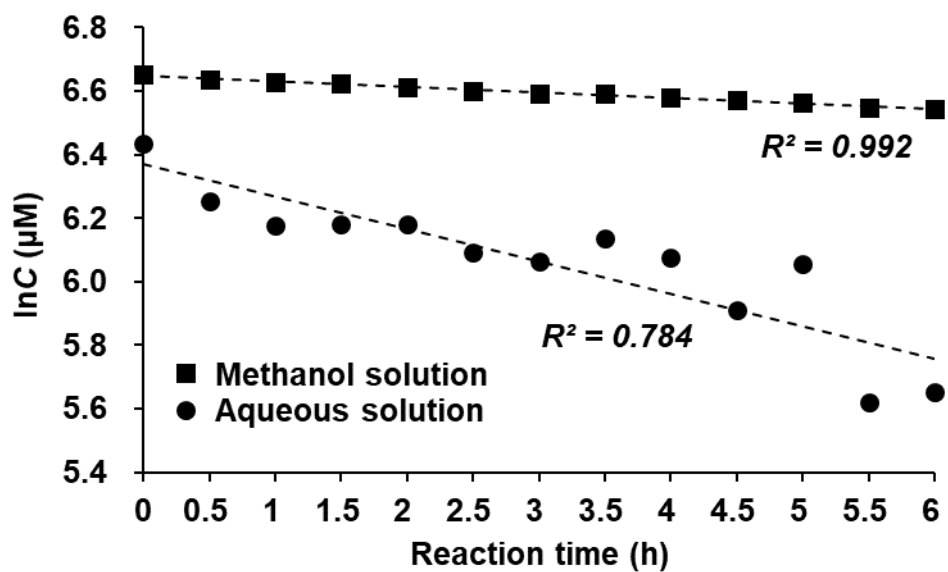 6.8
6.6
6.4
6.2
6.0
5.8
5.6
5.4
lnC (µM)
R² = 0.992
R² = 0.784
Methanol solution
Aqueous solution
0 0.5 1 1.5 2 2.5 3 3.5 4 4.5 5 5.5 6
Reaction time (h)